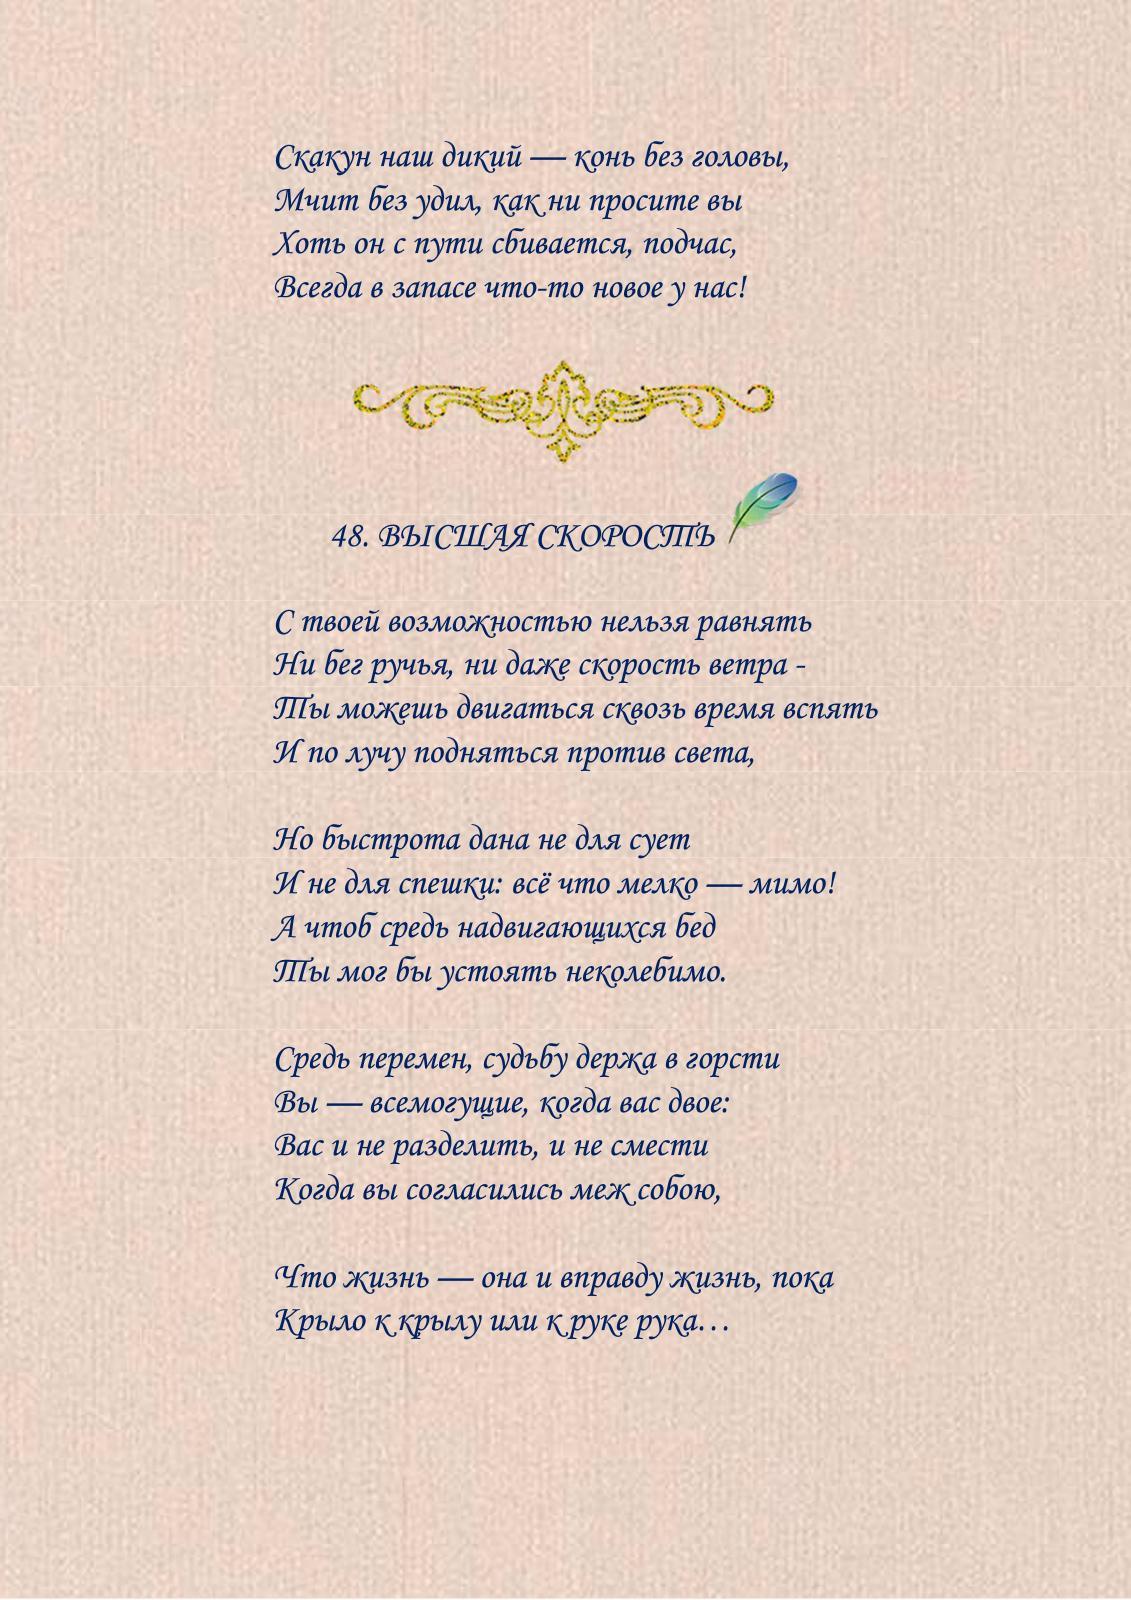 Скакун наш дикий — конь без головы,
Мчит без удил, как ни просите вы
Хоть он с пути сбивается, подчас,
Всегда в запасе что-то новое у нас!
48. ВЫСШАЯ СКОРОСТЬ
С твоей возможностью нельзя равнять
Ни бег ручья, ни даже скорость ветра -
Ты можешь двигаться сквозь время вспять
И по лучу подняться против света,
Но быстрота дана не для сует
И не для спешки: всё что мелко — мимо!
А чтоб средь надвигающихся бед
Ты мог бы устоять неколебимо.
Средь перемен, судьбу держа в горсти
Вы — всемогущие, когда вас двое:
Вас и не разделить, и не смести
Когда вы согласились меж собою,
Что жизнь — она и вправду жизнь, пока
Крыло к крылу или к руке рука…